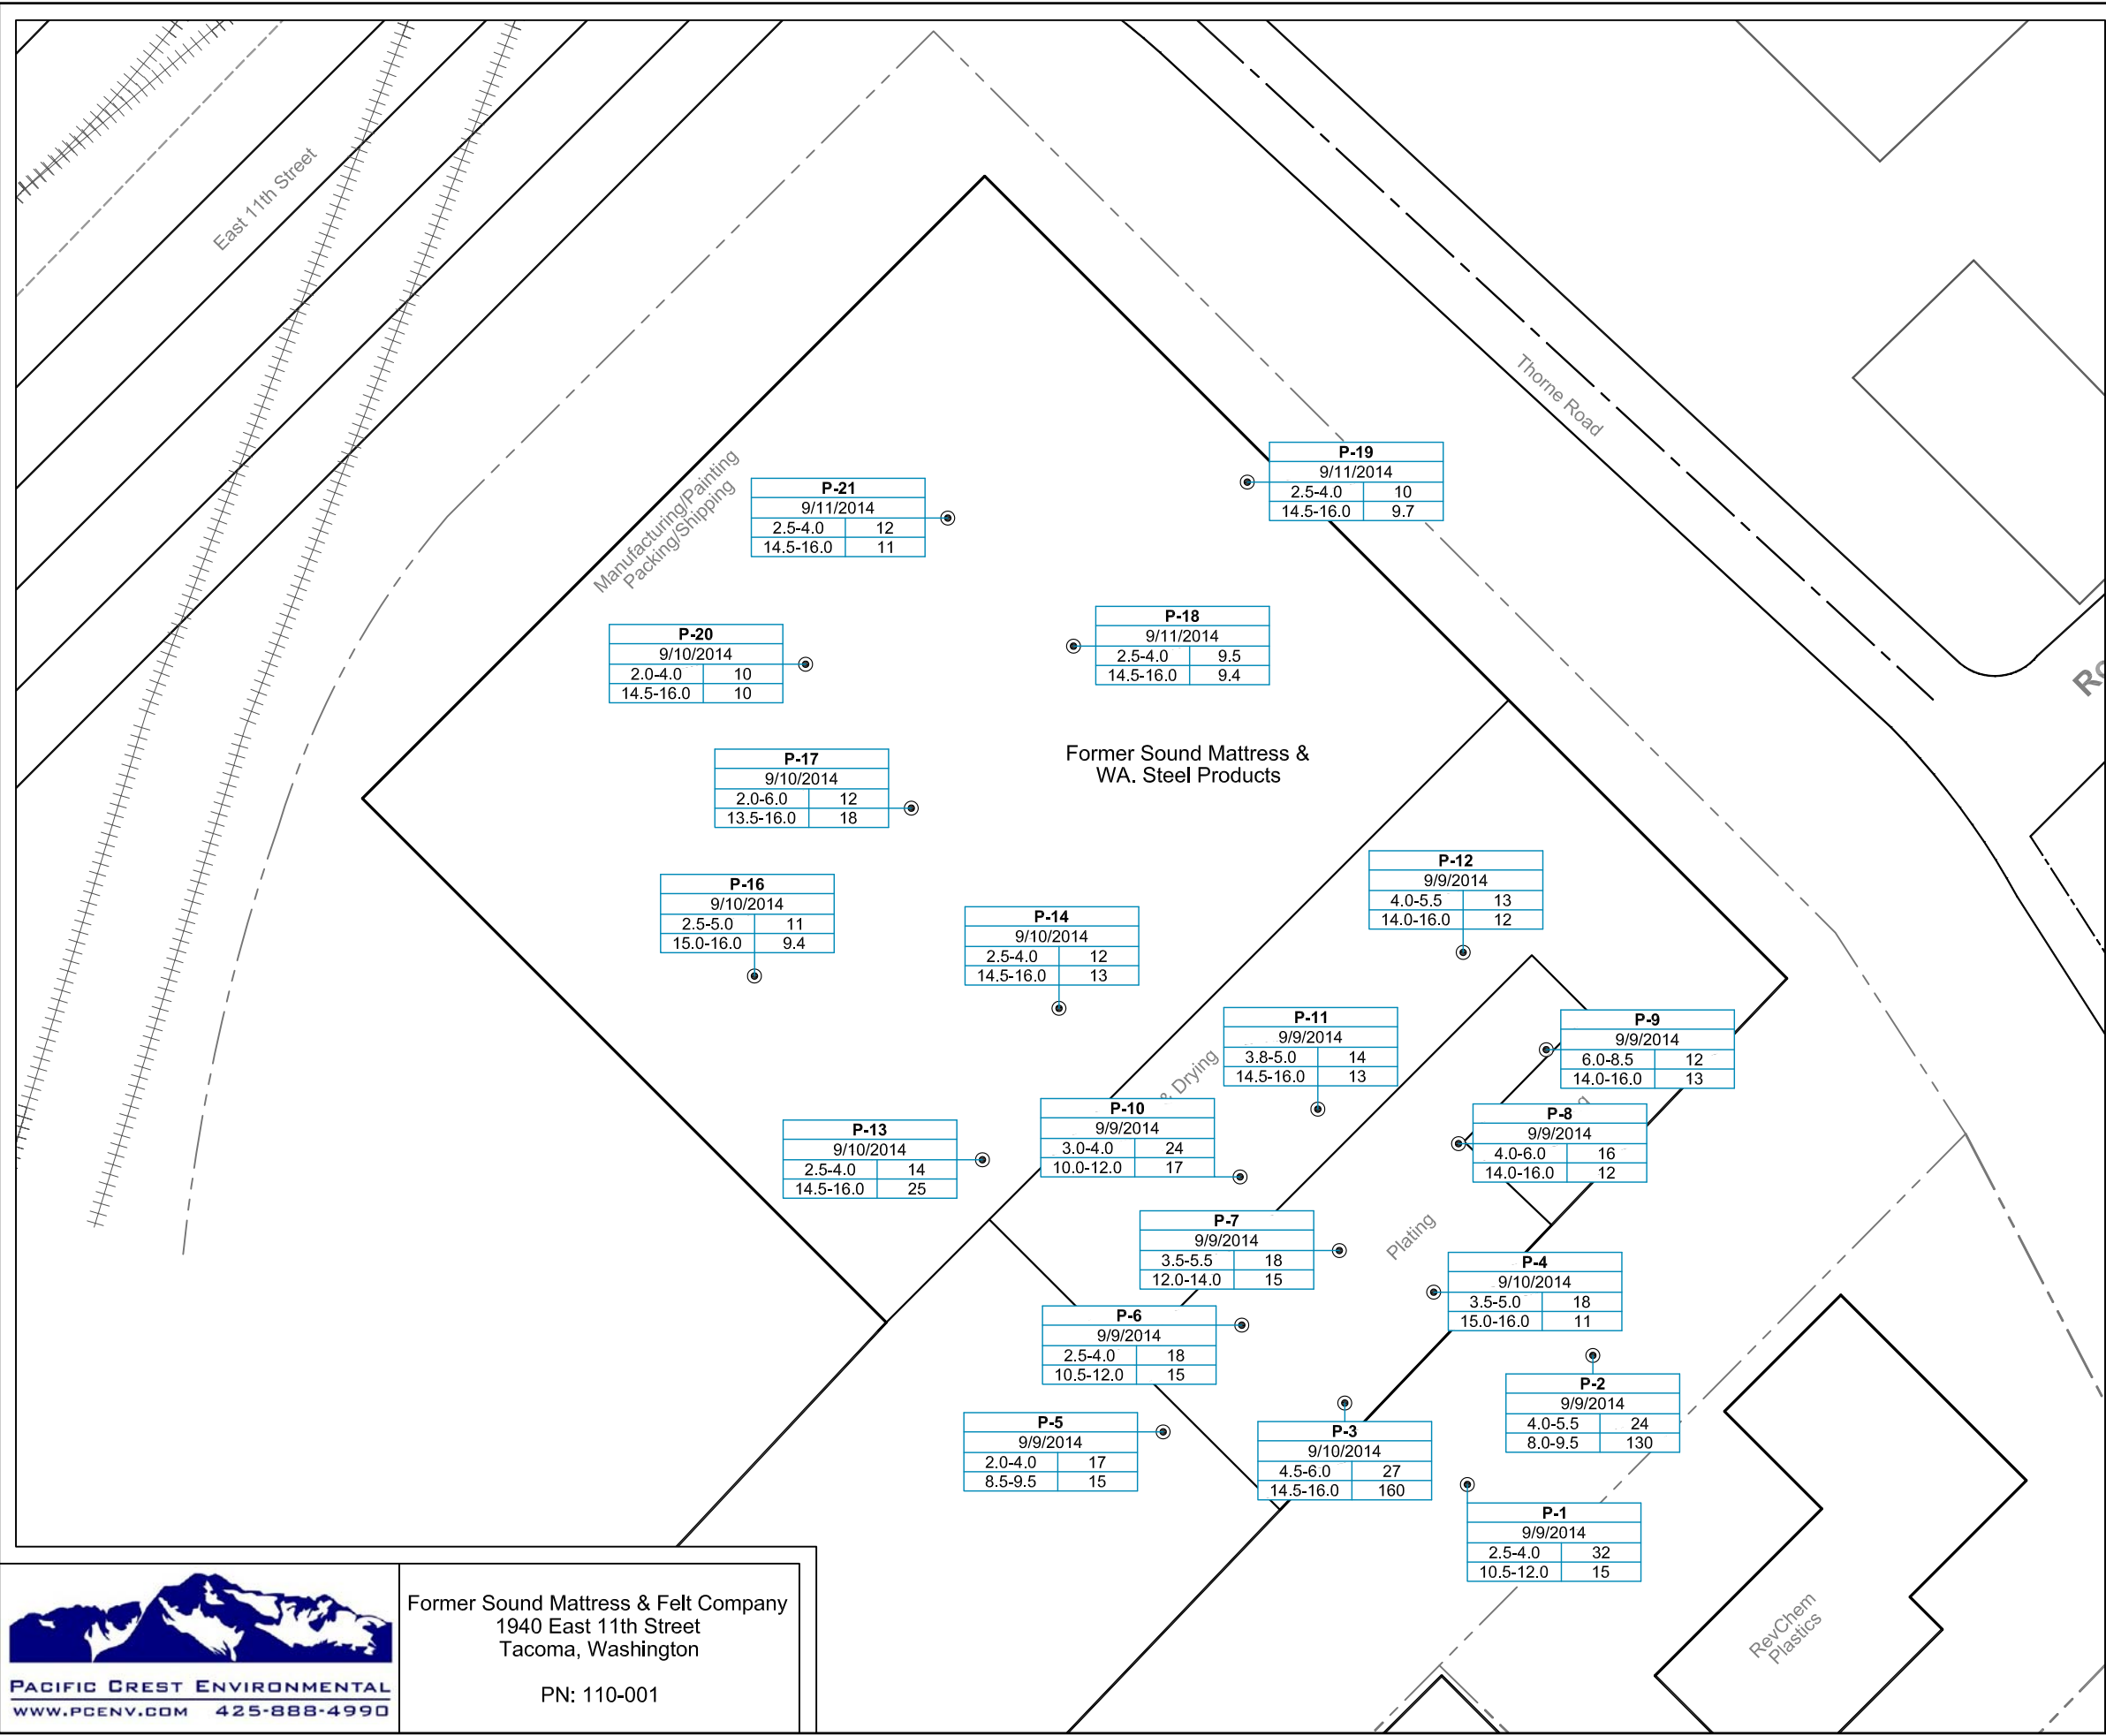 East 11th Street
Thorne Road
Manufacturing/Painting
Packing/Shipping
P-19
9/11/2014
2.5-4.0 10
14.5-16.0 9.7
P-21
9/11/2014
2.5-4.0 12
14.5-16.0 11
P-18
9/11/2014
2.5-4.0 9.5
14.5-16.0 9.4
P-20
9/10/2014
2.0-4.0 10
14.5-16.0 10
Former Sound Mattress &
WA. Steel Products
P-17
9/10/2014
2.0-6.0 12
13.5-16.0 18
P-12
9/9/2014
4.0-5.5 13
14.0-16.0 12
P-16
9/10/2014
2.5-5.0 11
15.0-16.0 9.4
P-14
9/10/2014
2.5-4.0 12
14.5-16.0 13
P-11
9/9/2014
3.8-5.0 14
14.5-16.0 13
P-9
9/9/2014
6.0-8.5 12
14.0-16.0 13
& Drying
P-10
9/9/2014
3.0-4.0 24
10.0-12.0 17
P-8
9/9/2014
4.0-6.0 16
14.0-16.0 12
P-13
9/10/2014
2.5-4.0 14
14.5-16.0 25
P-7
9/9/2014
3.5-5.5 18
12.0-14.0 15
Plating
P-4
9/10/2014
3.5-5.0 18
15.0-16.0 11
P-6
9/9/2014
2.5-4.0 18
10.5-12.0 15
P-2
9/9/2014
4.0-5.5 24
8.0-9.5 130
P-5
9/9/2014
2.0-4.0 17
8.5-9.5 15
P-3
9/10/2014
4.5-6.0 27
14.5-16.0 160
P-1
9/9/2014
2.5-4.0 32
10.5-12.0 15
RevChem
Plastics
Former Sound Mattress & Felt Company
1940 East 11th Street
Tacoma, Washington
PN: 110-001
PACIFIC CREST ENVIRONMENTAL
WWW.PCENV.COM 425-888-4990